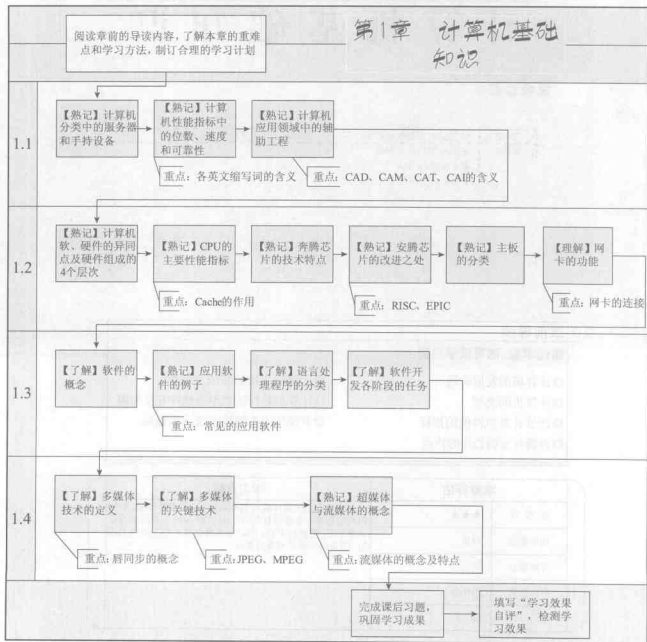 阅读章前的导读内容，了解本章的重难
点和学习方法，制订合理的学习计划
第1章 计算机基础
知识
1.1
【熟记】计算机
分类中的服务器
和手持设备
【熟记】计算
机性能指标中
的位数、速度
和可靠性
【熟记】计算机
应用领域中的辅
助工程
重点：各英文缩写词的含义
重点：CAD、CAM、CAT、CAI的含义
1.2
【熟记】计算机
软、硬件的异同
点及硬件组成的
4个层次
【熟记】CPU的
主要性能指标
【熟记】奔腾芯
片的技术特点
【熟记】安腾芯
片的改进之处
【熟记】主板
的分类
【理解】网
卡的功能
重点：Cache的作用
重点：RISC、EPIC
重点：网卡的连接
1.3
【了解】软件的
概念
【熟记】应用软
件的例子
【了解】语言处
理程序的分类
【了解】软件开
发各阶段的任务
重点：常见的应用软件
1.4
【了解】多媒体
技术的定义
【了解】多媒体
的关键技术
【熟记】超媒体
与流媒体的概念
重点：唇同步的概念
重点：JPEG、MPEG
重点：流媒体的概念及特点
完成课后习题，
巩固学习成果
填写“学习效果
自评”，检测学
习效果